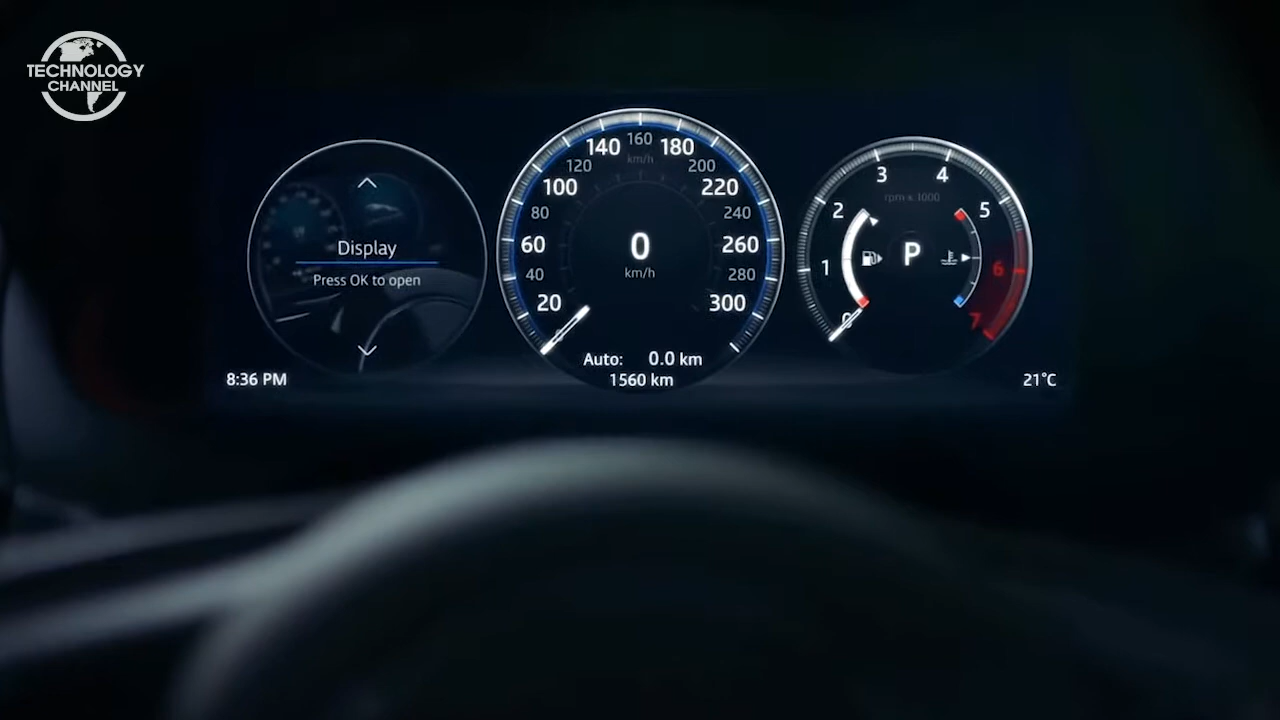 TECHNOLOGY
CHANNEL
Display
Press OK to open
8:36 PM
0
20
40
60
80
100
120
140
160
180
200
220
240
260
280
300
km/h
0
km/h
Auto: 0.0 km
1560 km
0
1
2
3
4
5
6
7
rpm x 1000
P
21°C